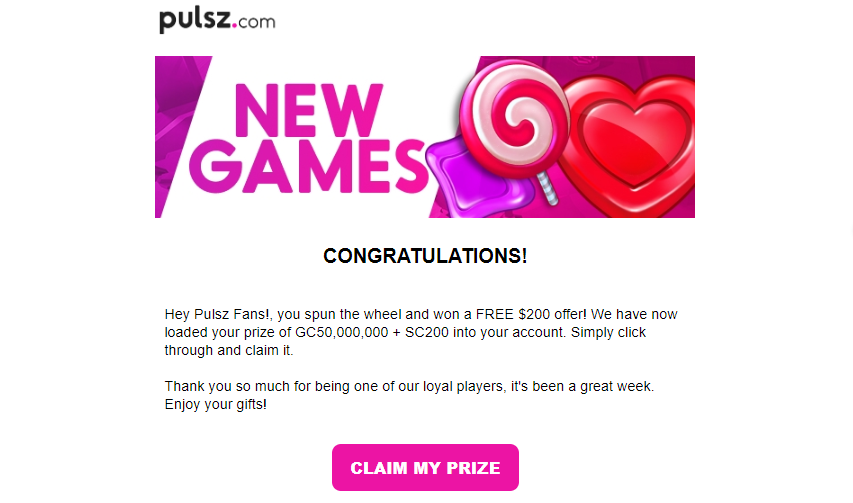 pulsz.com
NEW
GAMES
CONGRATULATIONS!
Hey Pulsz Fans!, you spun the wheel and won a FREE $200 offer! We have now
loaded your prize of GC50,000,000 + SC200 into your account. Simply click
through and claim it.
Thank you so much for being one of our loyal players, it's been a great week.
Enjoy your gifts!
CLAIM MY PRIZE